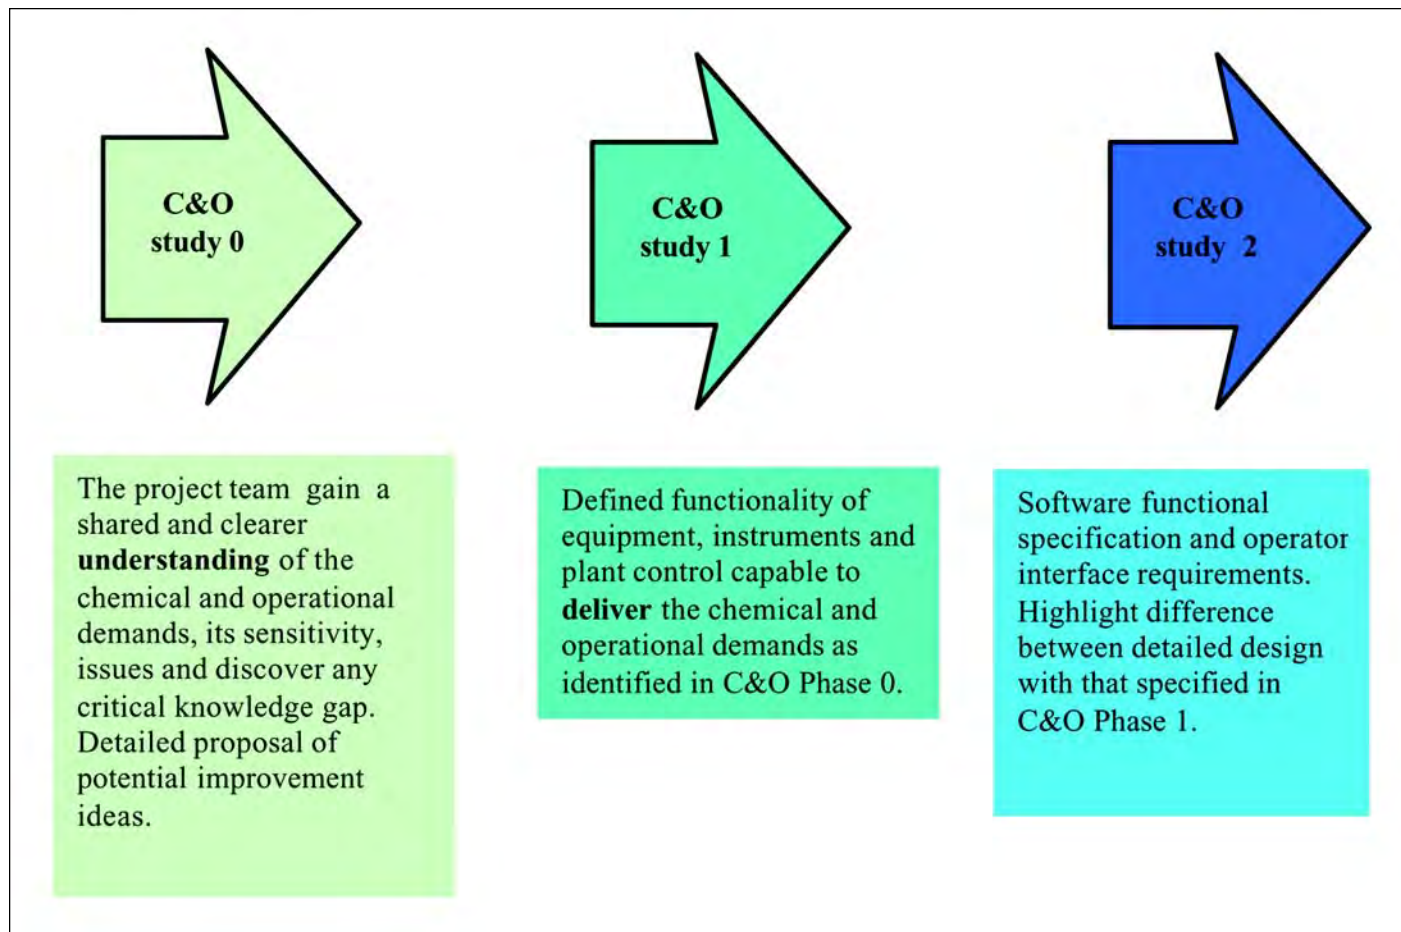 C&O
study 0
C&O
study 1
C&O
study 2
The project team gain a
shared and clearer
understanding of the
chemical and operational
demands, its sensitivity,
issues and discover any
critical knowledge gap.
Detailed proposal of
potential improvement
ideas.
Defined functionality of
equipment, instruments and
plant control capable to
deliver the chemical and
operational demands as
identified in C&O Phase 0.
Software functional
specification and operator
interface requirements.
Highlight difference
between detailed design
with that specified in
C&O Phase 1.